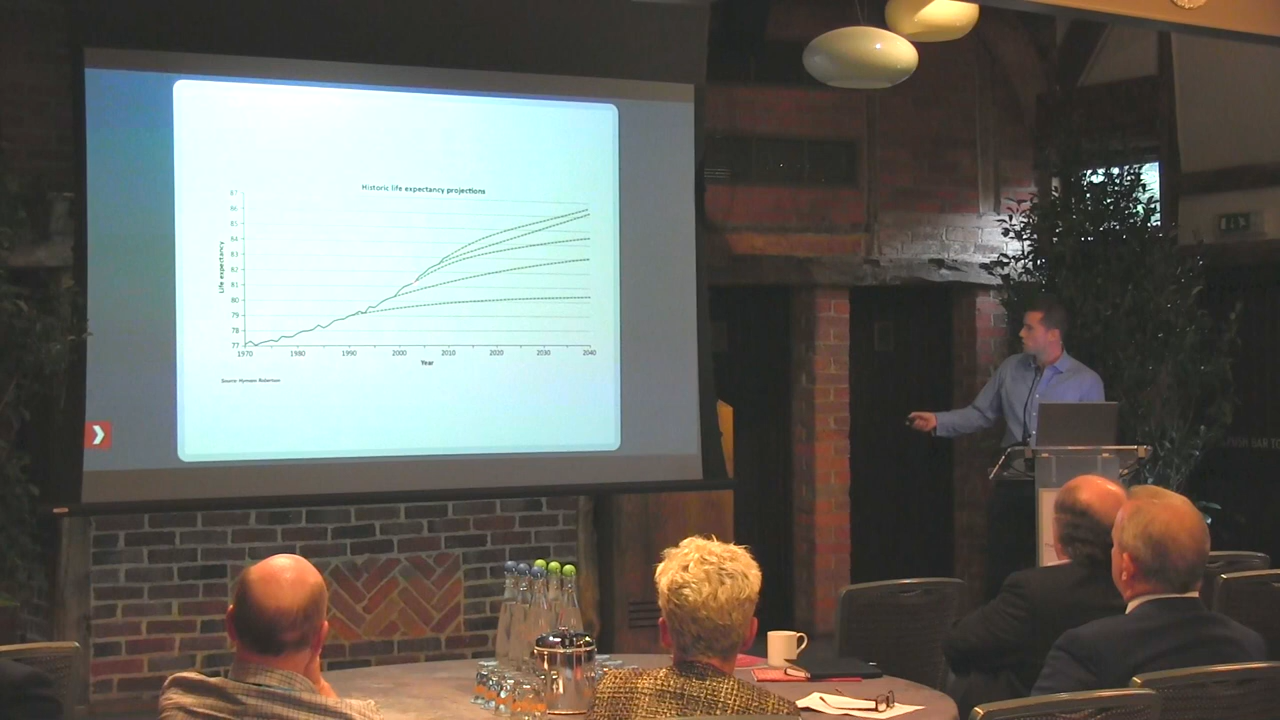 Historic life expectancy projections
87
86
85
84
83
82
81
80
79
78
77
Life expectancy
1970 1980 1990 2000 2010 2020 2030 2040
Year
Source: Hymans Robertson